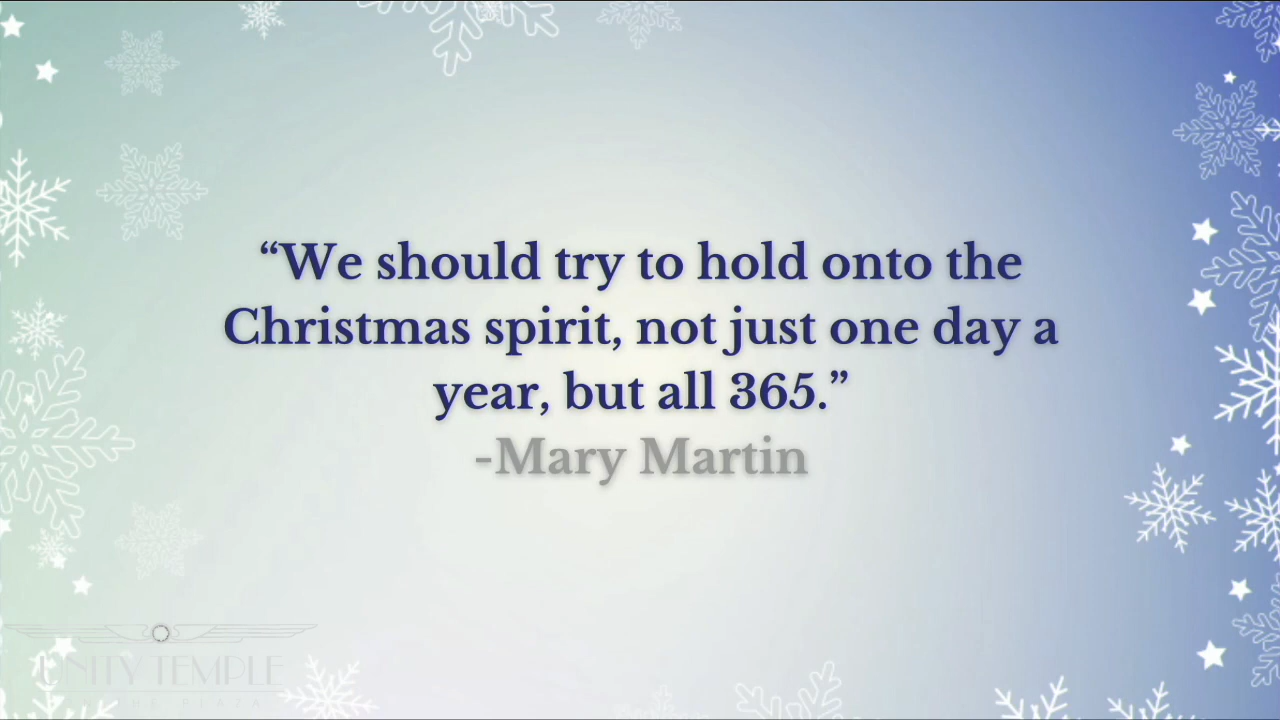 “We should try to hold onto the
Christmas spirit, not just one day a
year, but all 365.”
-Mary Martin
UNITY TEMPLE